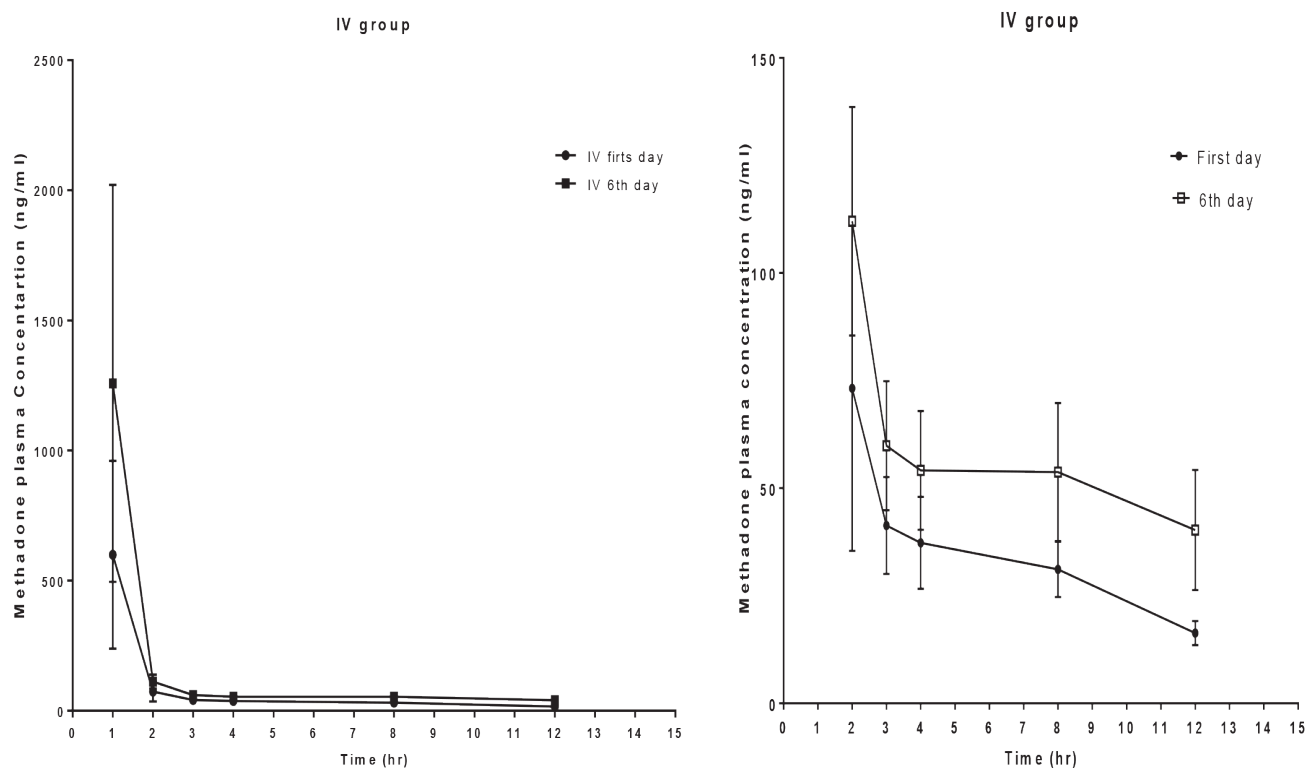 IV group
Methadone plasma Concentartion (ng/ml)
2500
2000
1500
1000
500
0
IV firts day
IV 6th day
0 1 2 3 4 5 6 7 8 9 10 11 12 13 14 15
Time (hr)
IV group
Methadone plasma concentration (ng/ml)
150
100
50
0
First day
6th day
0 1 2 3 4 5 6 7 8 9 10 11 12 13 14 15
Time (hr)